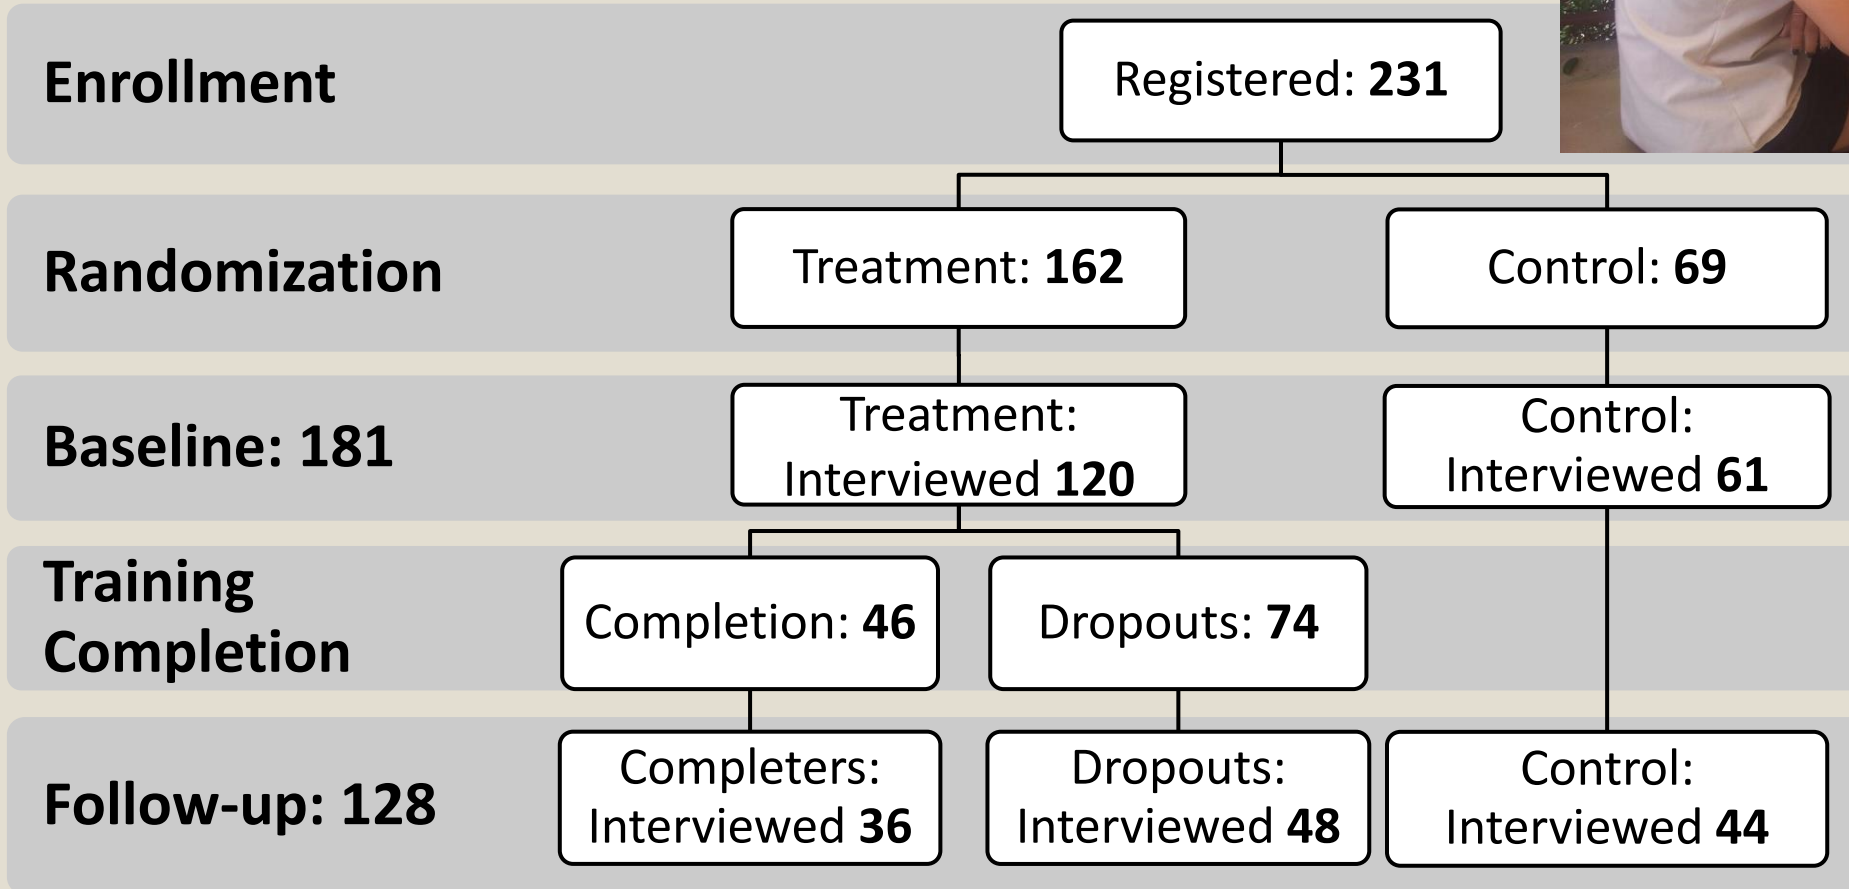 Enrollment
Registered: 231
Randomization
Treatment: 162
Control: 69
Baseline: 181
Treatment:
Interviewed 120
Control:
Interviewed 61
Training
Completion
Completion: 46
Dropouts: 74
Follow-up: 128
Completers:
Interviewed 36
Dropouts:
Interviewed 48
Control:
Interviewed 44